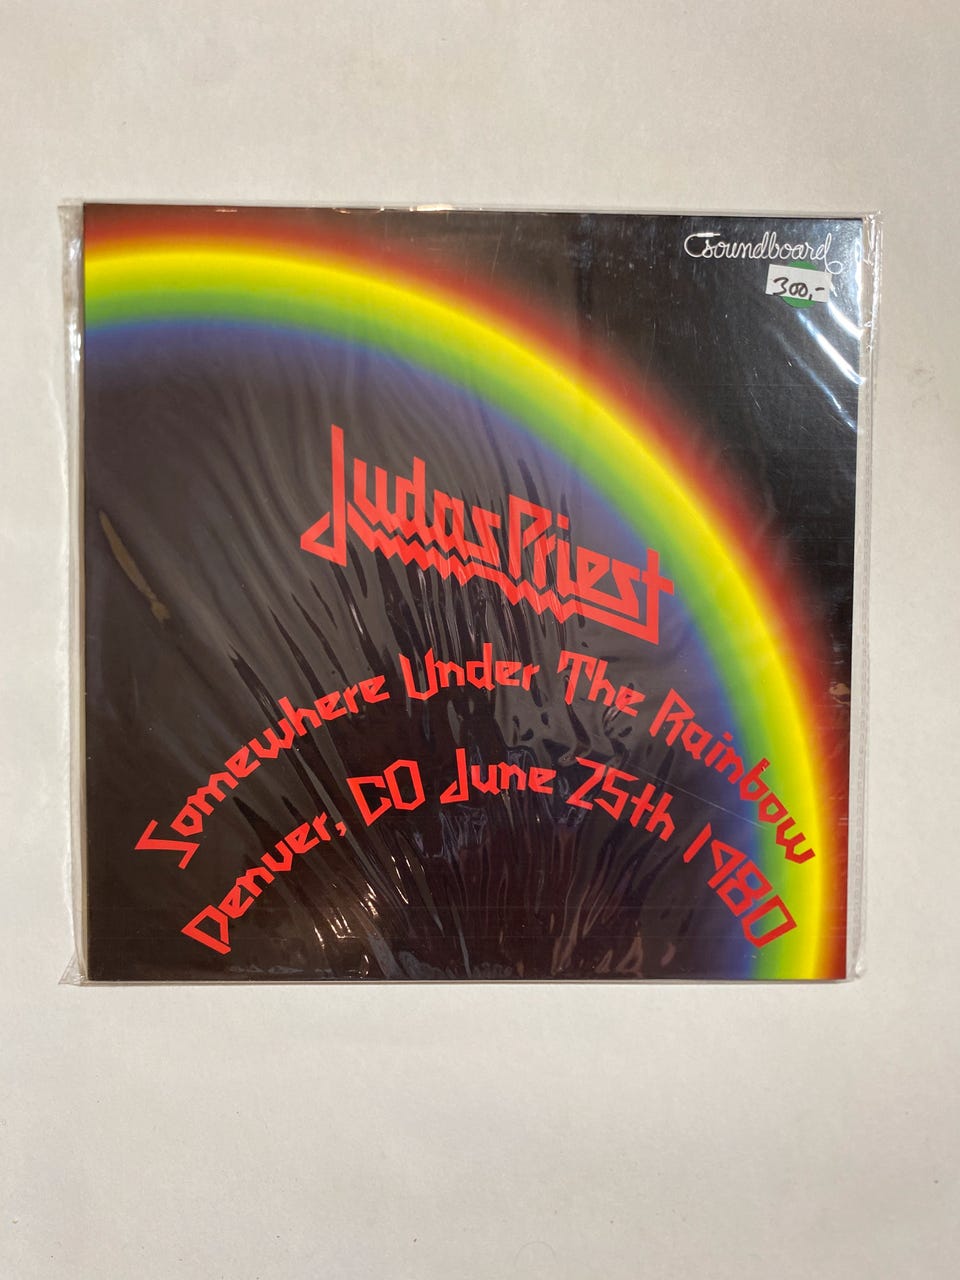 Soundboard
300,-
Judas Priest
Somewhere Under The Rainbow
Denver, CO June 25th 1980